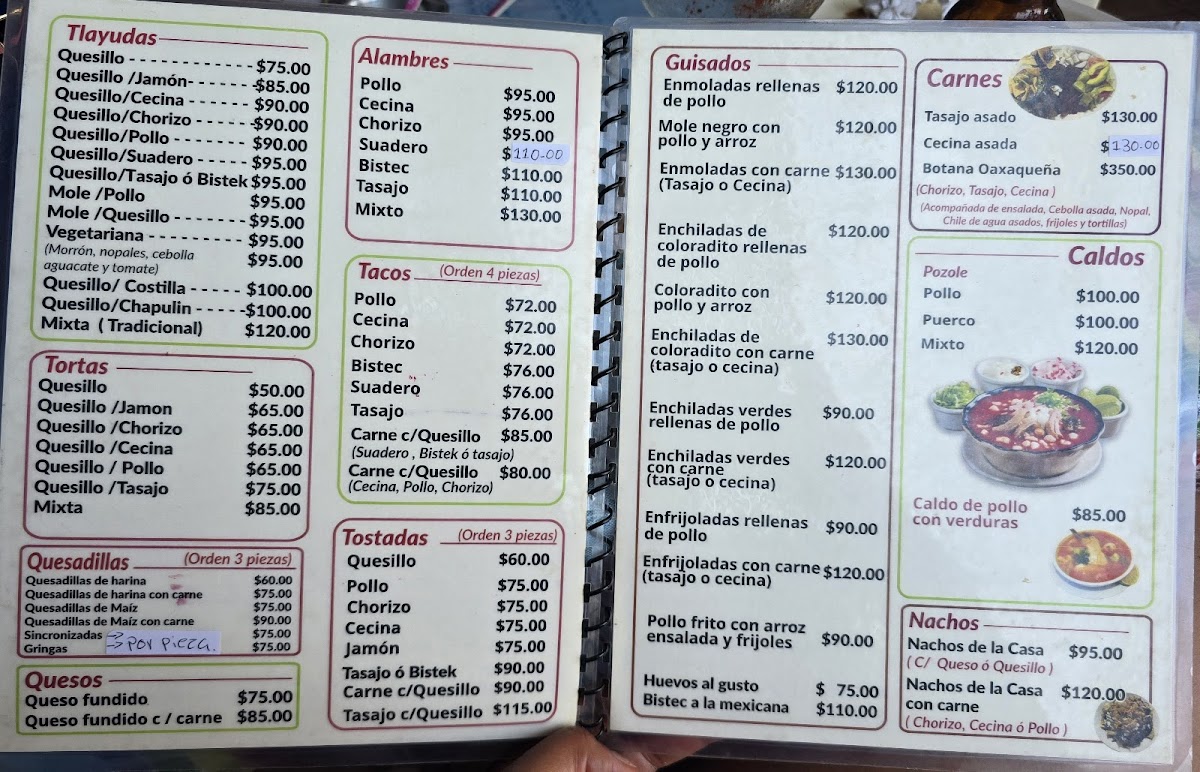 Tlayudas
Quesillo - - - - - - - - - - - - $75.00
Quesillo /Jamón- - - - - - -$85.00
Quesillo/Cecina - - - - - - $90.00
Quesillo/Chorizo - - - - - -$90.00
Quesillo/Pollo - - - - - - - $90.00
Quesillo/Suadero - - - - - $95.00
Quesillo/Tasajo ó Bistek $95.00
Mole /Pollo $95.00
Mole /Quesillo - - - - - - - $95.00
Vegetariana - - - - - - - - - $95.00
(Morrón, nopales, cebolla
aguacate y tomate) $95.00
Quesillo/ Costilla - - - - - $100.00
Quesillo/Chapulin - - - - -$100.00
Mixta ( Tradicional) $120.00
Tortas
Quesillo $50.00
Quesillo /Jamon $65.00
Quesillo /Chorizo $65.00
Quesillo /Cecina $65.00
Quesillo / Pollo $65.00
Quesillo /Tasajo $75.00
Mixta $85.00
Quesadillas (Orden 3 piezas)
Quesadillas de harina $60.00
Quesadillas de harina con carne $75.00
Quesadillas de Maíz $75.00
Quesadillas de Maíz con carne $90.00
Sincronizadas $75.00
Gringas → por pieza. $75.00
Quesos
Queso fundido $75.00
Queso fundido c / carne $85.00
Alambres
Pollo $95.00
Cecina $95.00
Chorizo $95.00
Suadero $110.00
Bistec $110.00
Tasajo $110.00
Mixto $130.00
Tacos (Orden 4 piezas)
Pollo $72.00
Cecina $72.00
Chorizo $72.00
Bistec $76.00
Suadero $76.00
Tasajo $76.00
Carne c/Quesillo $85.00
(Suadero , Bistek ó tasajo)
Carne c/Quesillo $80.00
(Cecina, Pollo, Chorizo)
Tostadas (Orden 3 piezas)
Quesillo $60.00
Pollo $75.00
Chorizo $75.00
Cecina $75.00
Jamón $75.00
Tasajo ó Bistek $90.00
Carne c/Quesillo $90.00
Tasajo c/Quesillo $115.00
Guisados
Enmoladas rellenas $120.00
de pollo
Mole negro con $120.00
pollo y arroz
Enmoladas con carne $130.00
(Tasajo o Cecina)
Enchiladas de $120.00
coloradito rellenas
de pollo
Coloradito con $120.00
pollo y arroz
Enchiladas de $130.00
coloradito con carne
(tasajo o cecina)
Enchiladas verdes $90.00
rellenas de pollo
Enchiladas verdes $120.00
con carne
(tasajo o cecina)
Enfrijoladas rellenas $90.00
de pollo
Enfrijoladas con carne $120.00
(tasajo o cecina)
Pollo frito con arroz $90.00
ensalada y frijoles
Huevos al gusto $ 75.00
Bistec a la mexicana $110.00
Carnes
Tasajo asado $130.00
Cecina asada $130.00
Botana Oaxaqueña $350.00
(Chorizo, Tasajo, Cecina )
(Acompañada de ensalada, Cebolla asada, Nopal,
Chile de agua asados, frijoles y tortillas)
Caldos
Pozole
Pollo $100.00
Puerco $100.00
Mixto $120.00
Caldo de pollo $85.00
con verduras
Nachos
Nachos de la Casa $95.00
( C/ Queso ó Quesillo )
Nachos de la Casa $120.00
con carne
( Chorizo, Cecina ó Pollo )